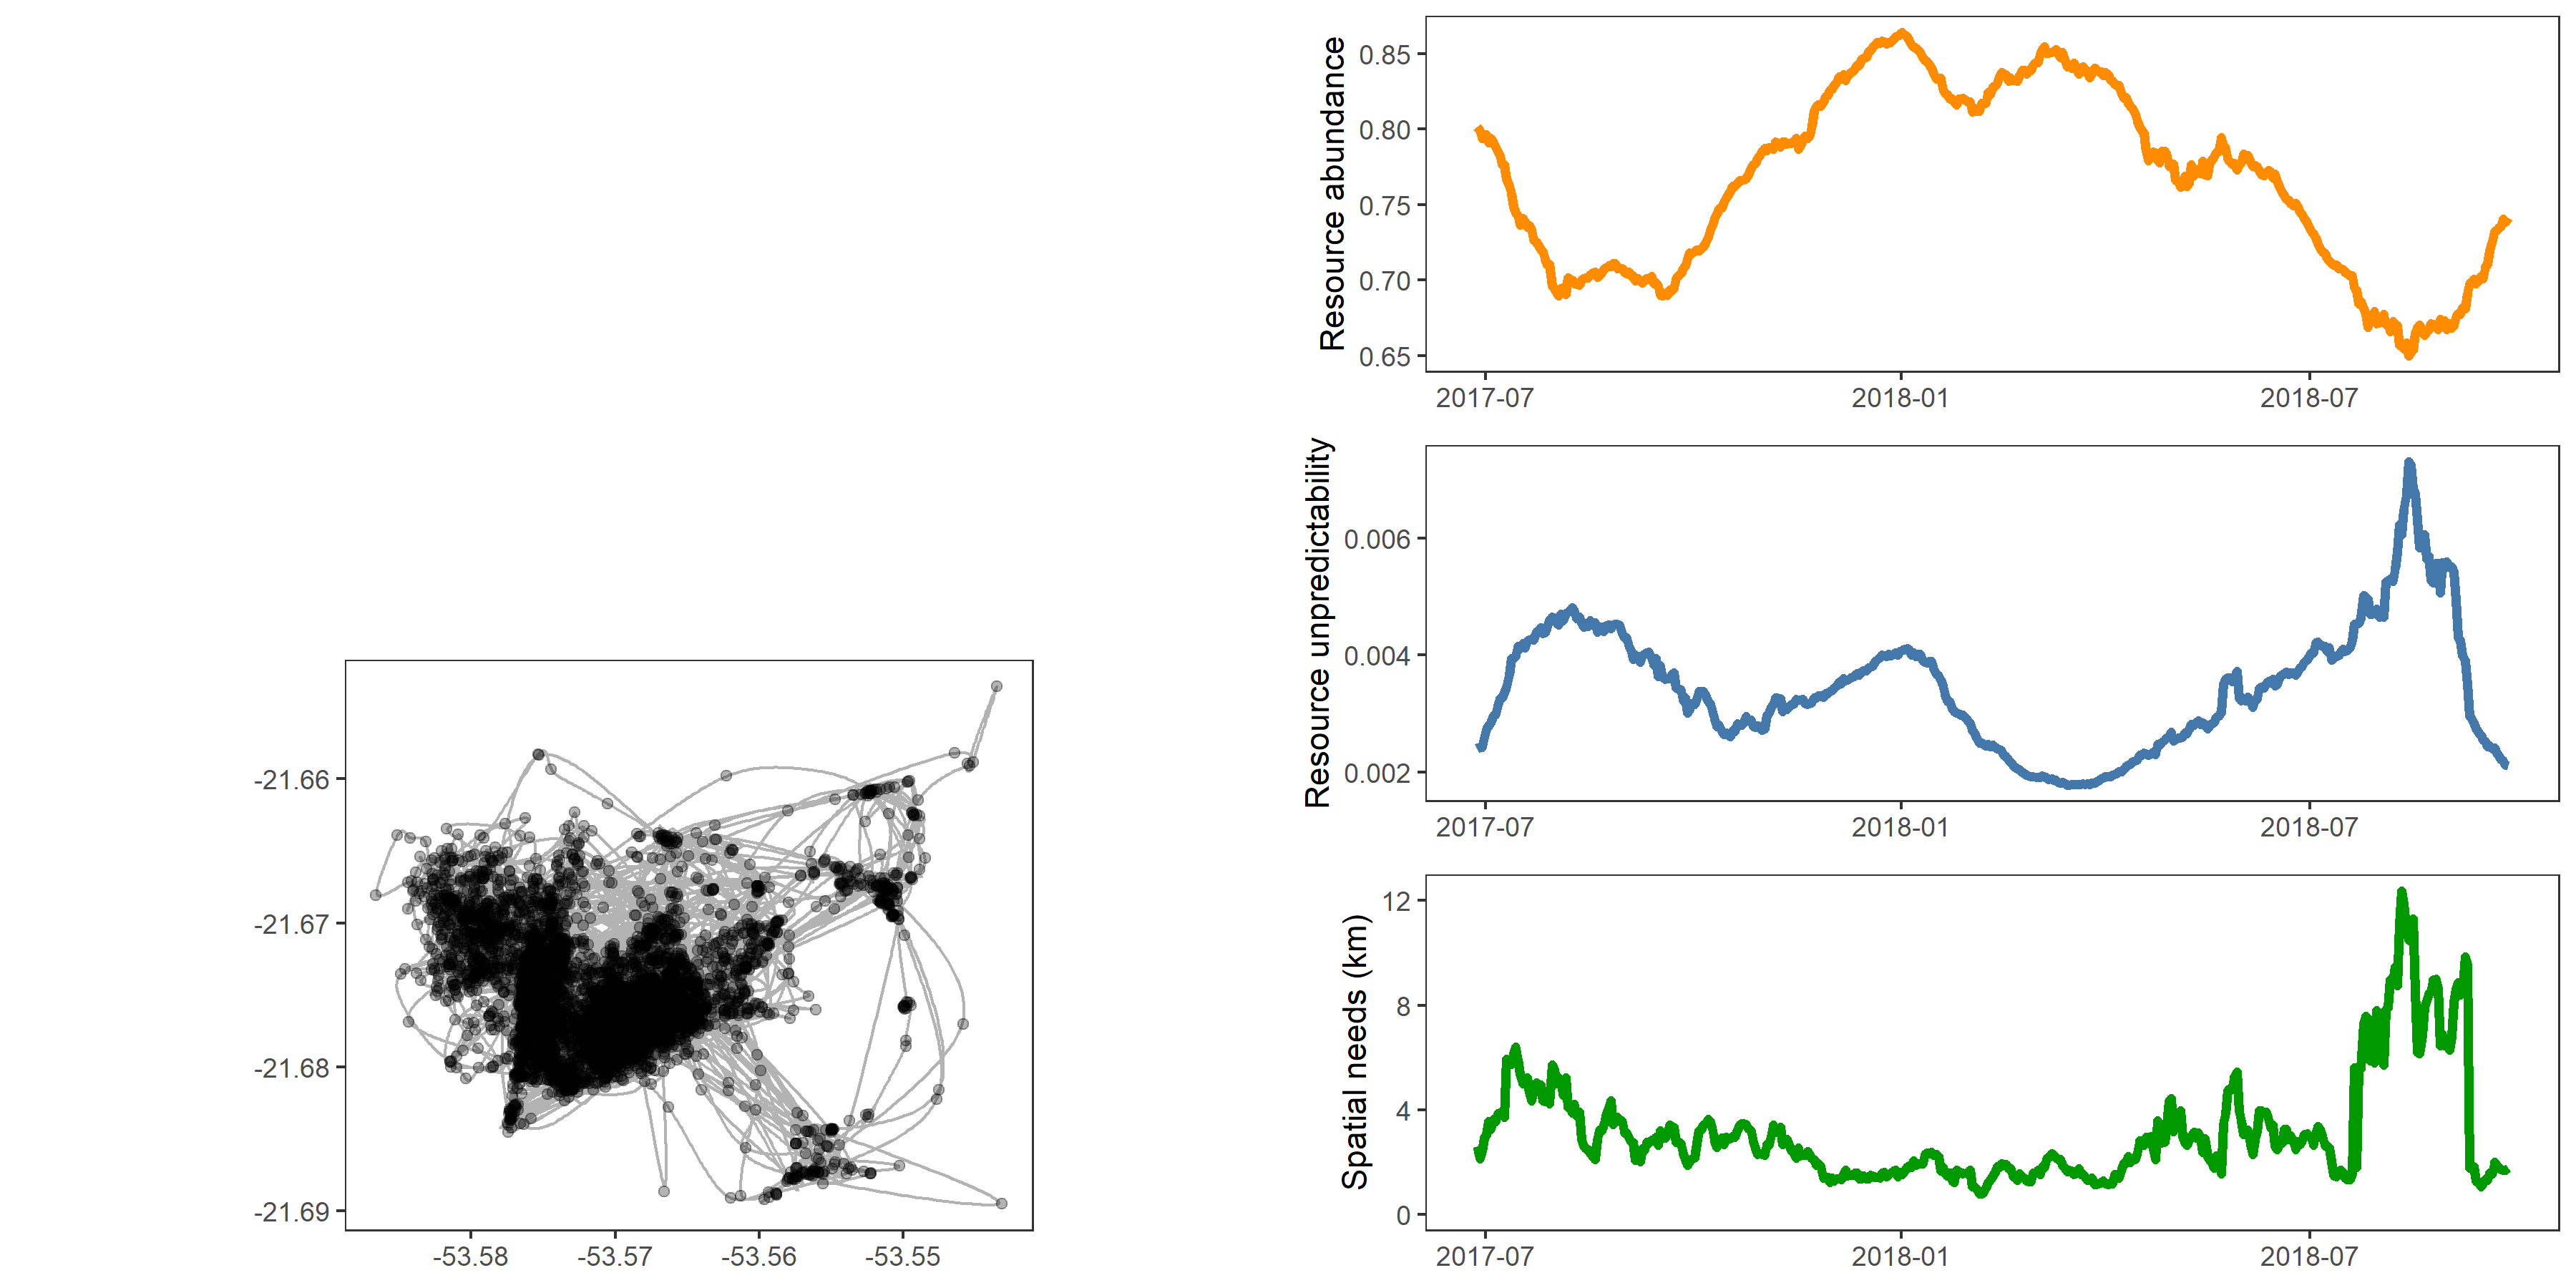 -21.66
-21.67
-21.68
-21.69
-53.58 -53.57 -53.56 -53.55
Resource abundance
0.85
0.80
0.75
0.70
0.65
2017-07 2018-01 2018-07
Resource unpredictability
0.006
0.004
0.002
2017-07 2018-01 2018-07
Spatial needs (km)
12
8
4
0
2017-07 2018-01 2018-07